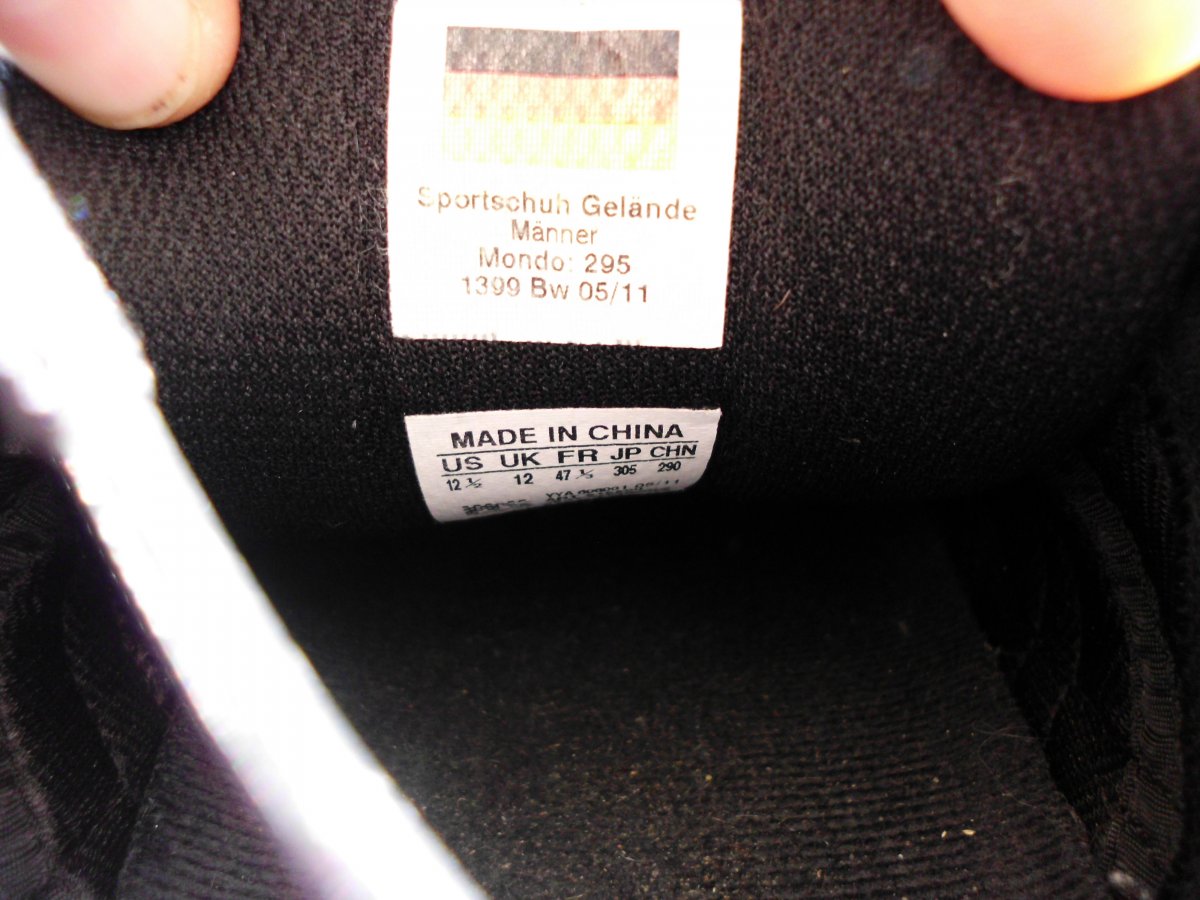 Sportschuh Gelände
Männer
Mondo: 295
1399 Bw 05/11
MADE IN CHINA
US UK FR JP CHN
12 ½ 12 47 ⅓ 305 290